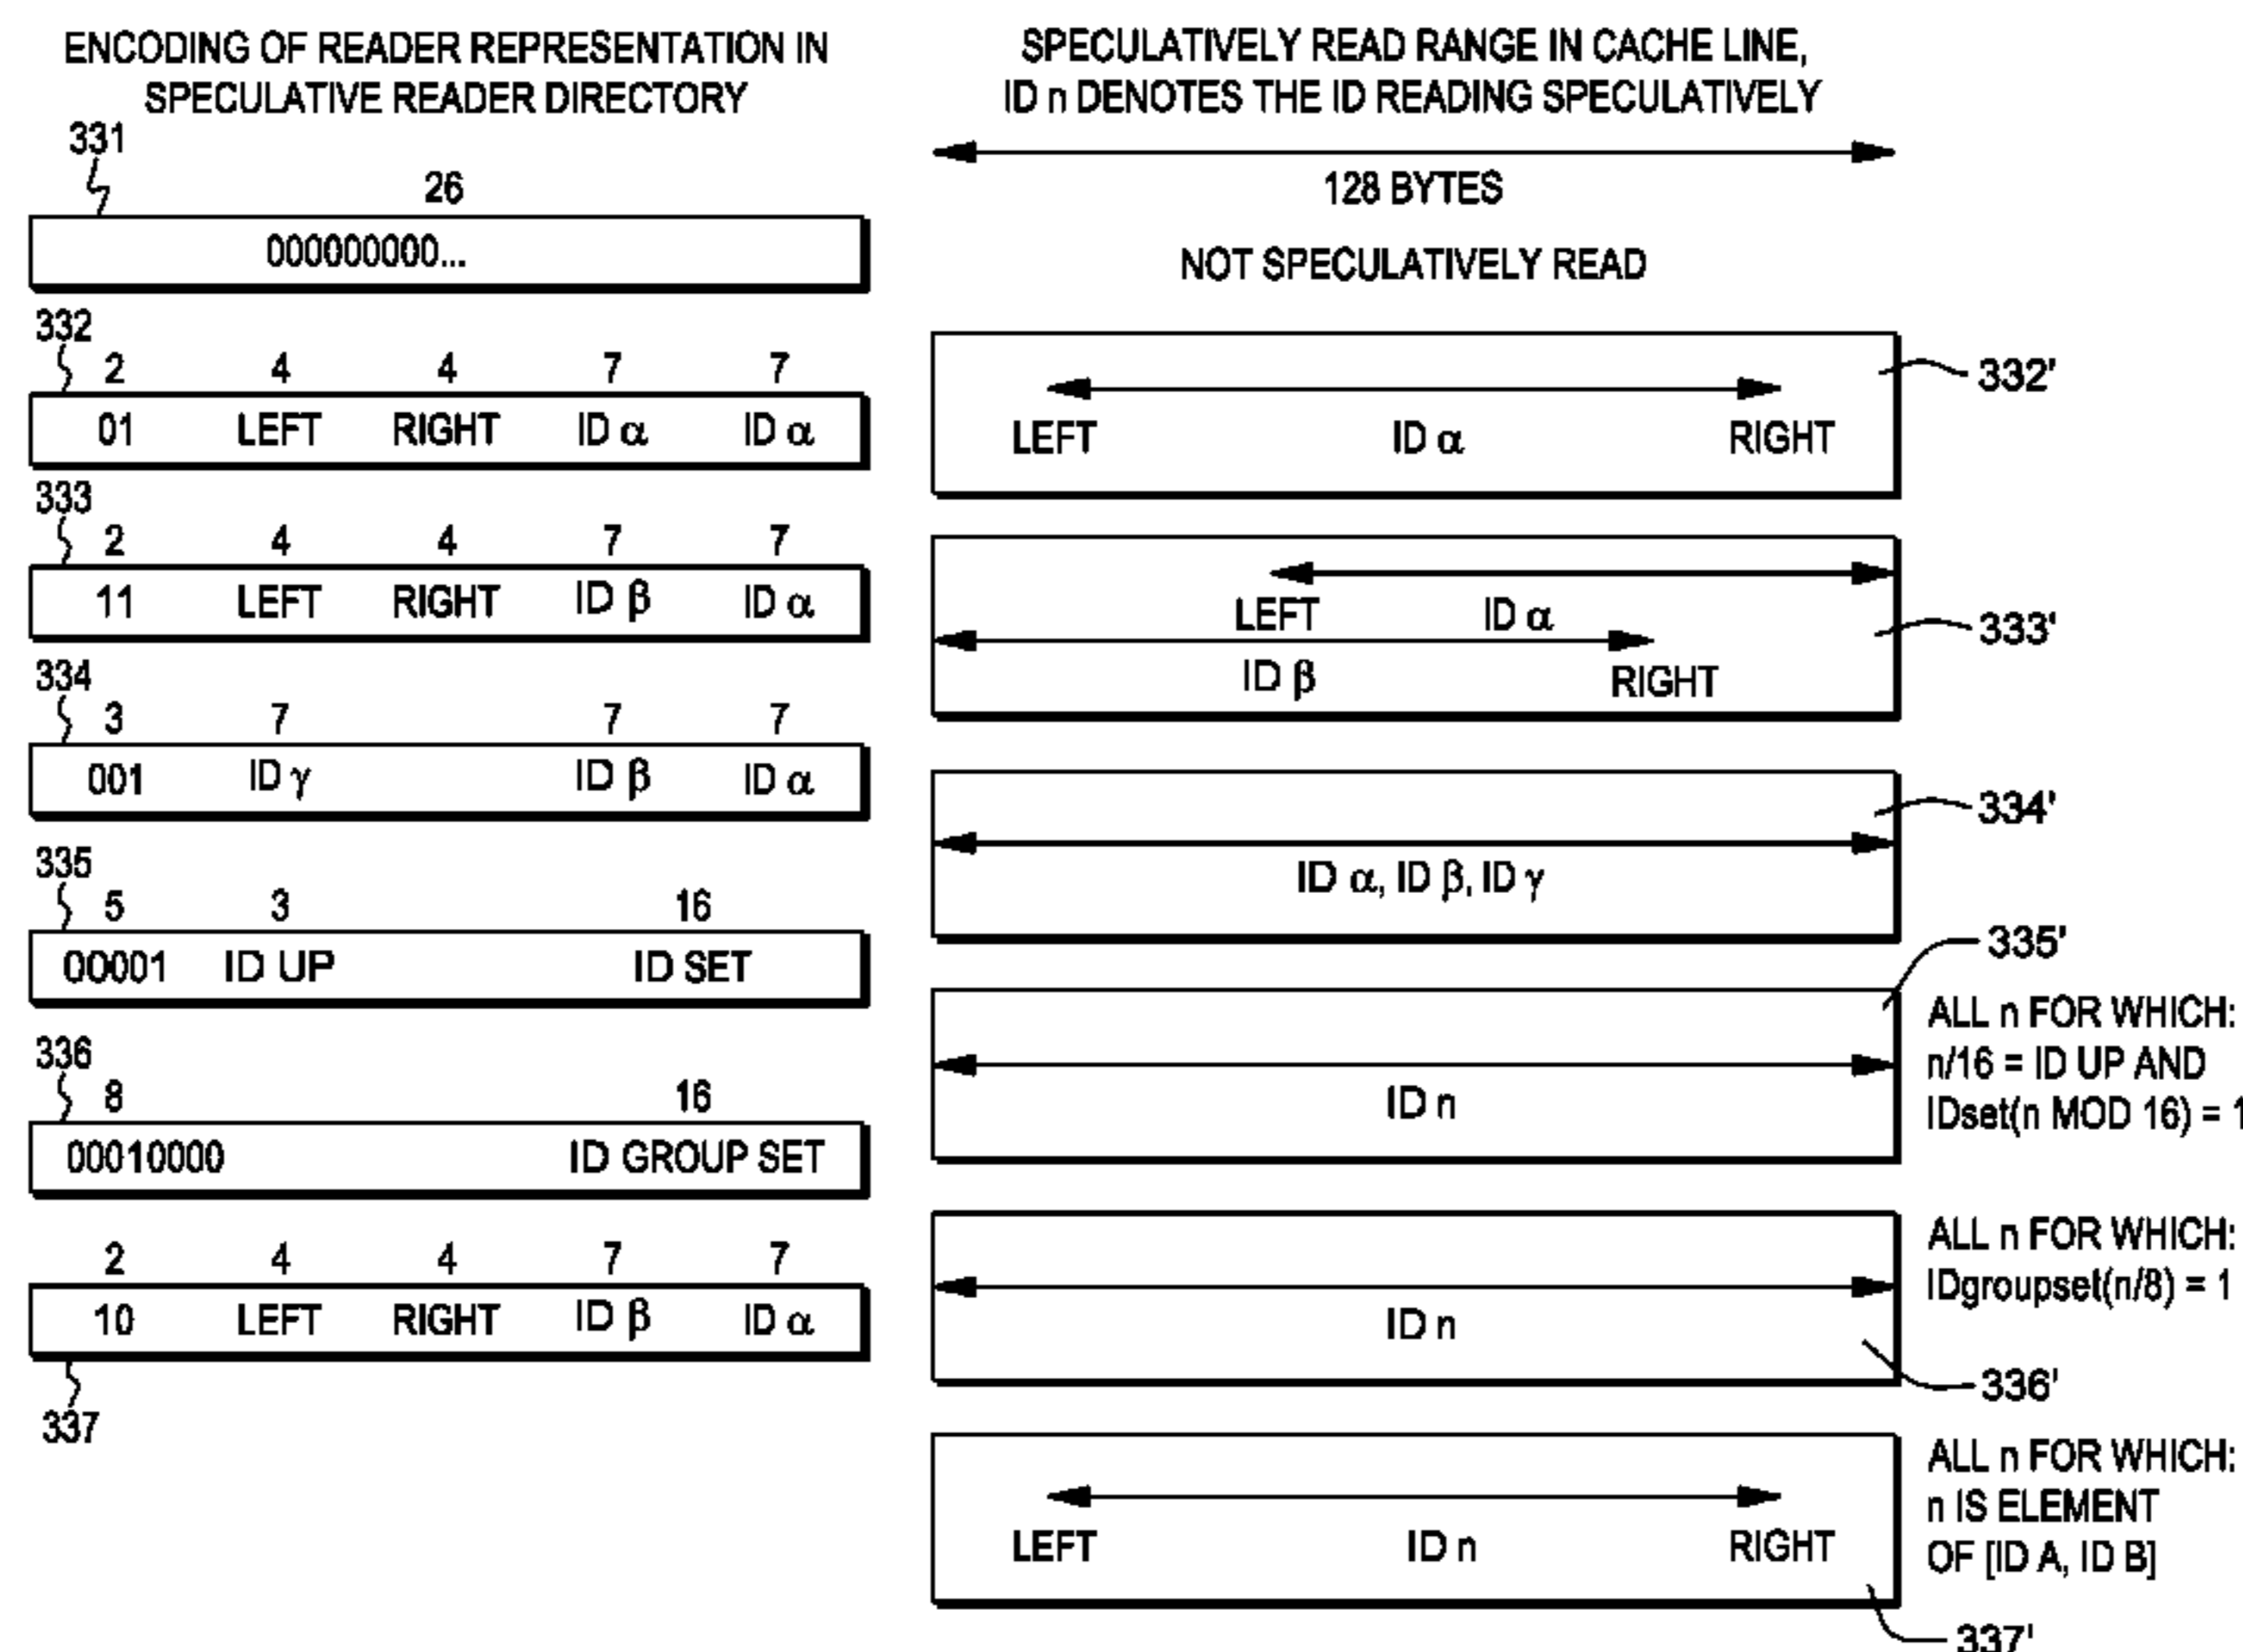 ENCODING OF READER REPRESENTATION IN
SPECULATIVE READER DIRECTORY
331
26
000000000...
332
2 4 4 7 7
01 LEFT RIGHT ID α ID α
333
2 4 4 7 7
11 LEFT RIGHT ID β ID α
334
3 7 7 7
001 ID γ ID β ID α
335
5 3 16
00001 ID UP ID SET
336
8 16
00010000 ID GROUP SET
2 4 4 7 7
10 LEFT RIGHT ID β ID α
337
SPECULATIVELY READ RANGE IN CACHE LINE,
ID n DENOTES THE ID READING SPECULATIVELY
128 BYTES
NOT SPECULATIVELY READ
332'
LEFT ID α RIGHT
LEFT ID α
333'
ID β RIGHT
334'
ID α, ID β, ID γ
335'
ID n
ALL n FOR WHICH:
n/16 = ID UP AND
IDset(n MOD 16) = 1
ID n
ALL n FOR WHICH:
IDgroupset(n/8) = 1
336'
LEFT ID n RIGHT
ALL n FOR WHICH:
n IS ELEMENT
OF [ID A, ID B]
337'